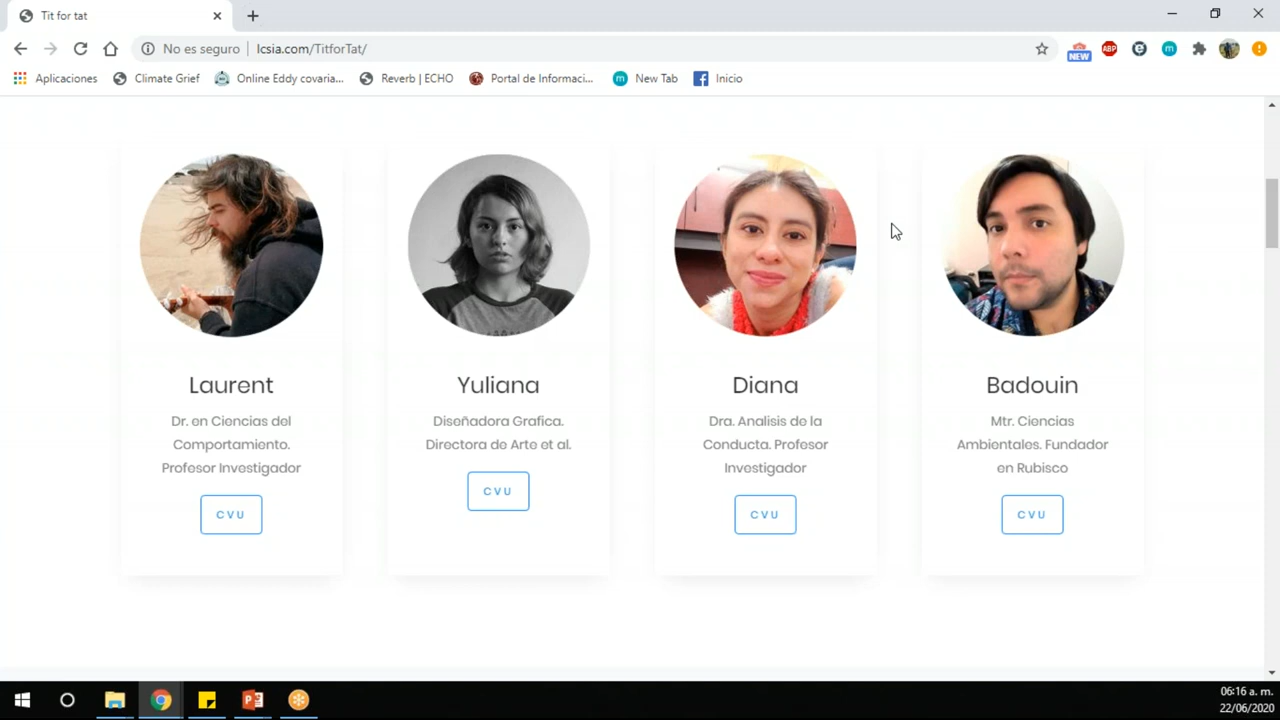 Tit for tat
No es seguro | lcsia.com/TitforTat/
NEW
ABP
Aplicaciones
Climate Grief
Online Eddy covaria...
Reverb | ECHO
Portal de Informaci...
New Tab
Inicio
Laurent
Dr. en Ciencias del
Comportamiento.
Profesor Investigador
CVU
Yuliana
Diseñadora Grafica.
Directora de Arte et al.
CVU
Diana
Dra. Analisis de la
Conducta. Profesor
Investigador
CVU
Badouin
Mtr. Ciencias
Ambientales. Fundador
en Rubisco
CVU
06:16 a. m.
22/06/2020